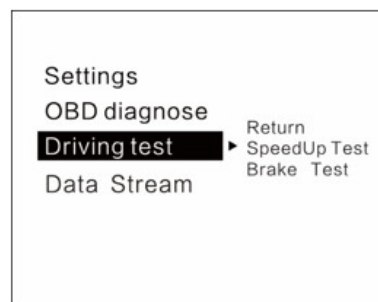 Settings
OBD diagnose
Driving test
Data Stream
Return
SpeedUp Test
Brake Test